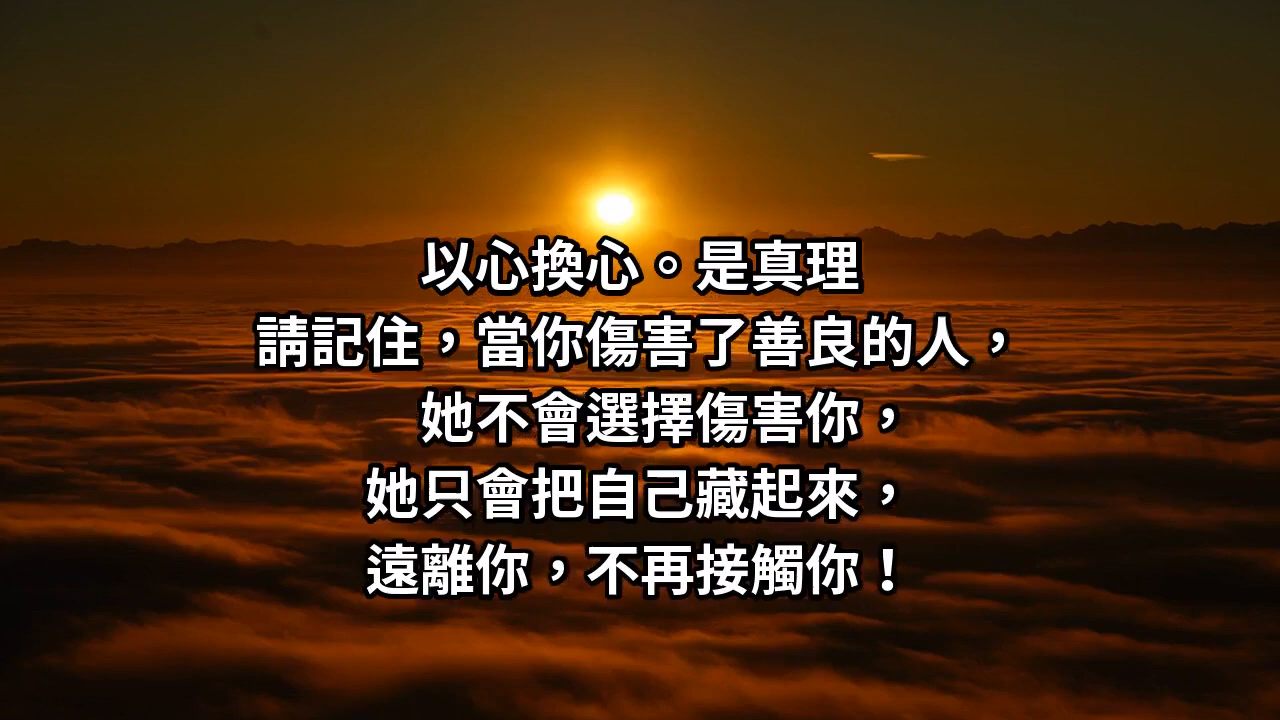 以心換心。是真理
請記住，當你傷害了善良的人，
她不會選擇傷害你，
她只會把自己藏起來，
遠離你，不再接觸你！